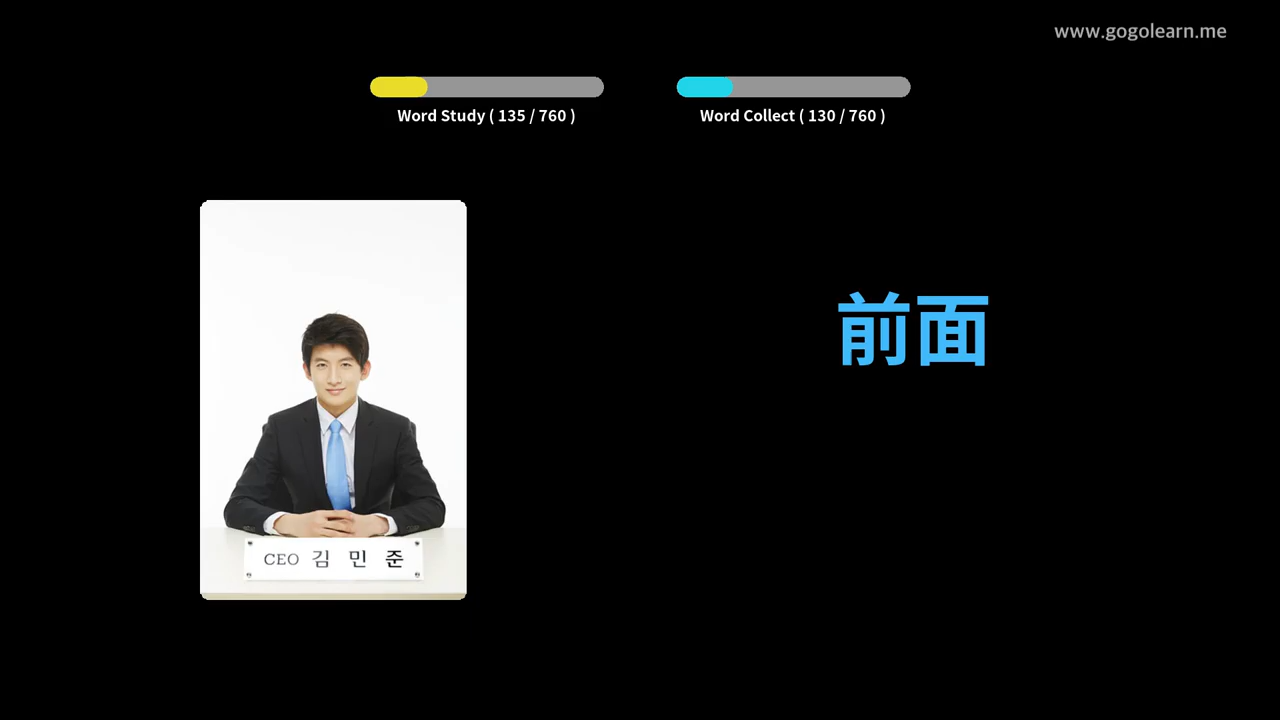 www.gogolearn.me
Word Study ( 135 / 760 )
Word Collect ( 130 / 760 )
前面
CEO 김 민 준